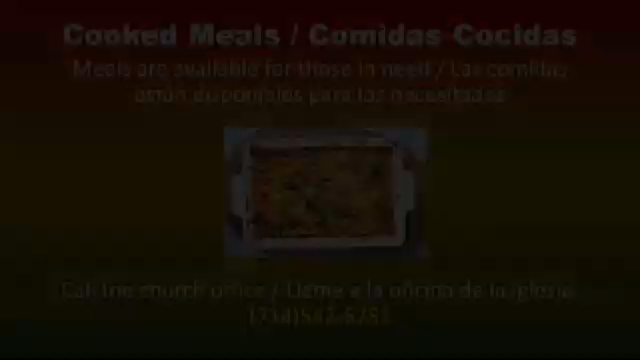 Cooked Meals / Comidas Cocidas
Meals are available for those in need / Las comidas
están disponibles para los necesitados
Call the church office / Llame a la oficina de la iglesia